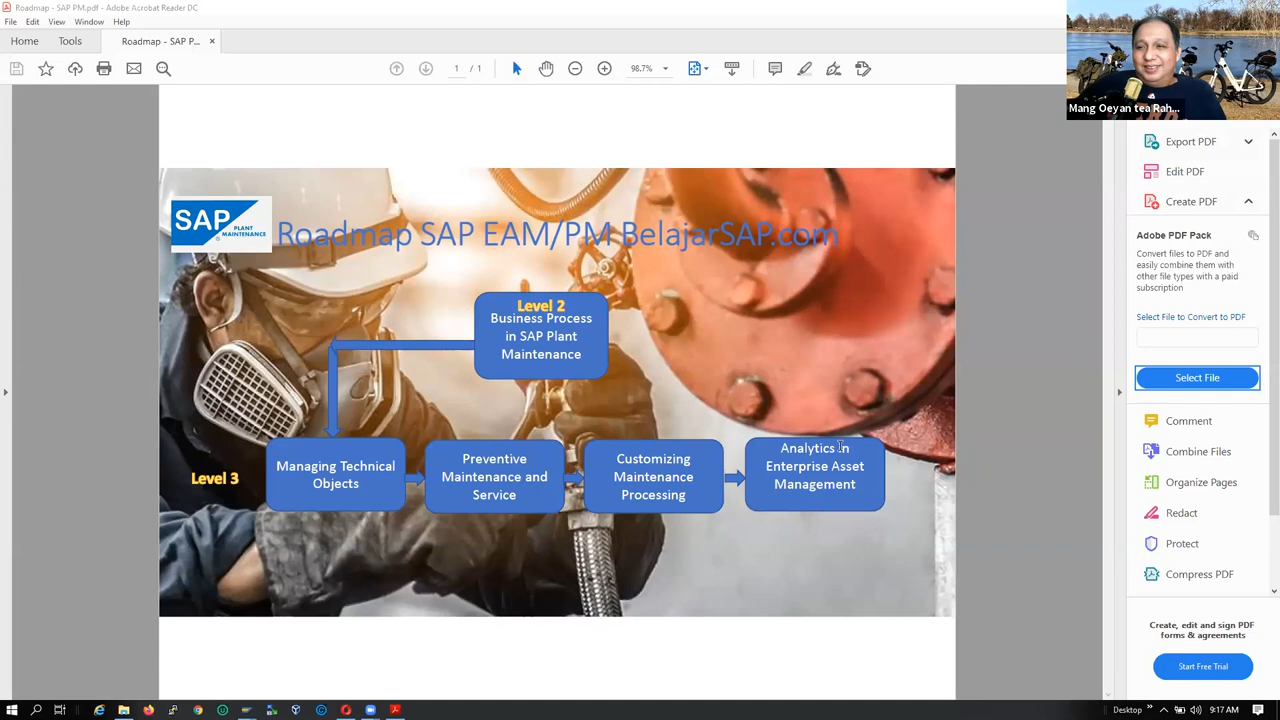 Roadmap - SAP PM.pdf - Adobe Acrobat Reader DC
File Edit View Window Help
Home Tools Roadmap - SAP P... ×
1 / 1 98.7%
Mang Oeyan tea Rah...
Export PDF
Edit PDF
Create PDF
Adobe PDF Pack
Convert files to PDF and
easily combine them with
other file types with a paid
subscription
Select File to Convert to PDF
Select File
Comment
Combine Files
Organize Pages
Redact
Protect
Compress PDF
Create, edit and sign PDF
forms & agreements
Start Free Trial
SAP PLANT
MAINTENANCE
Roadmap SAP EAM/PM BelajarSAP.com
Level 2
Business Process
in SAP Plant
Maintenance
Level 3
Managing Technical
Objects
Preventive
Maintenance and
Service
Customizing
Maintenance
Processing
Analytics in
Enterprise Asset
Management
Desktop
9:17 AM